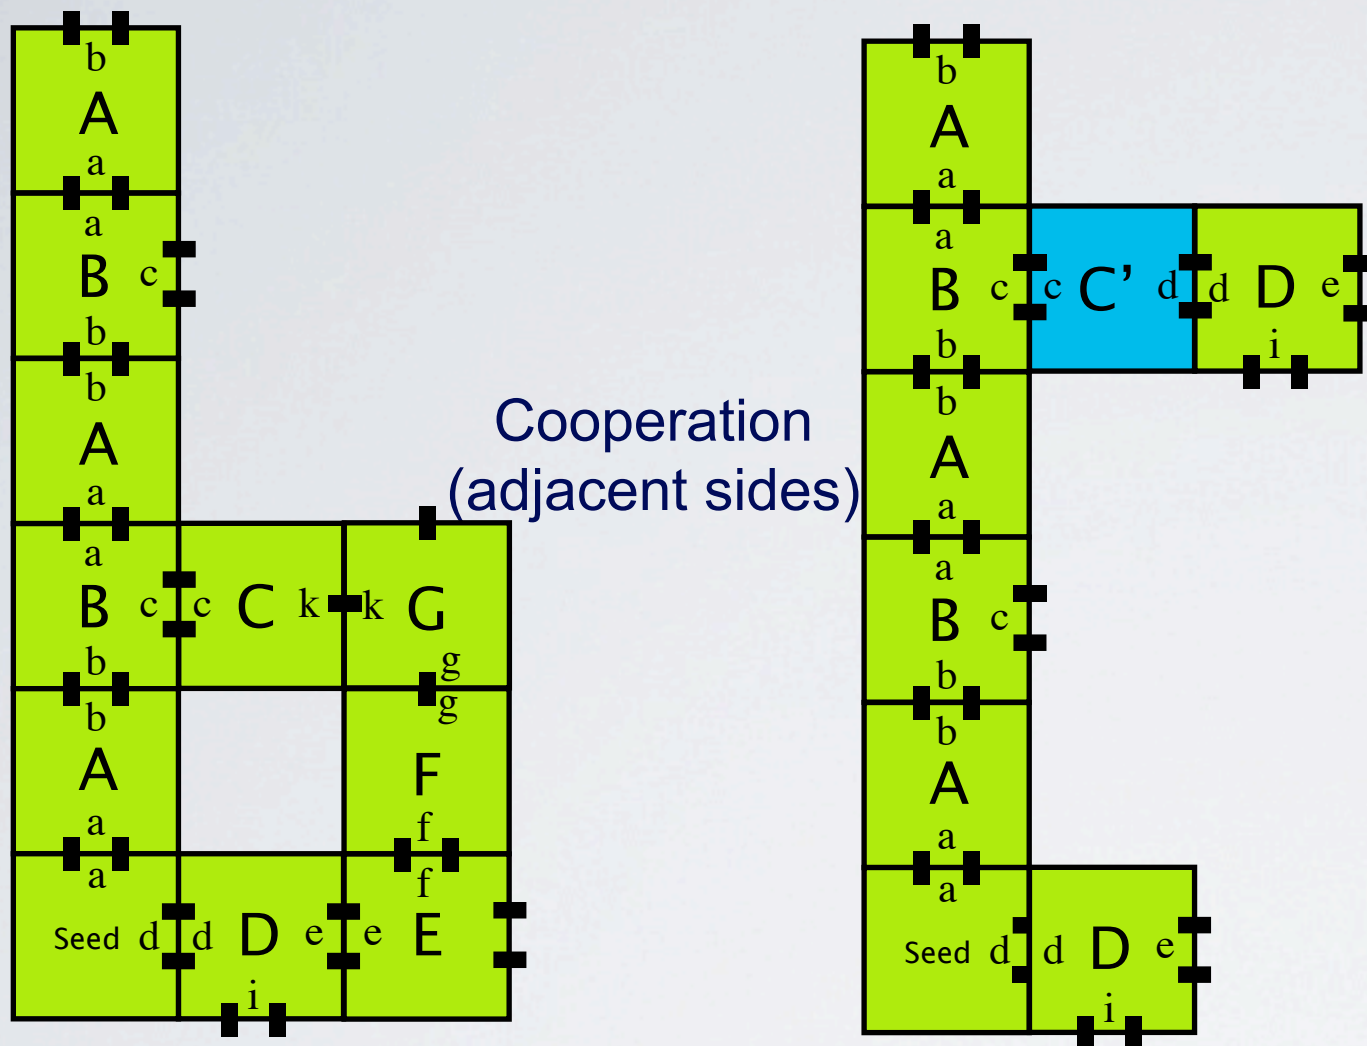 b
A
a
a
B c
b
b
A
a
a
B c c C k k G
b g
b g
A F
a f
a f
Seed d d D e e E
i
Cooperation
(adjacent sides)
b
A
a
a
B c c C’ d d D e
b i
b
A
a
a
B c
b
b
A
a
a
Seed d d D e
i